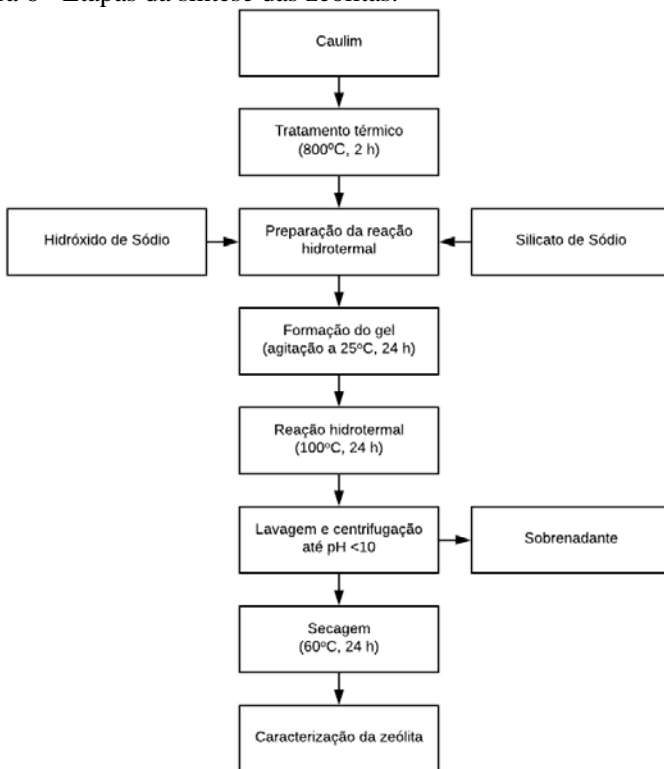 6 - Etapas da síntese das zeólitas.
Caulim
Tratamento térmico
(800ºC, 2 h)
Hidróxido de Sódio
Preparação da reação
hidrotermal
Silicato de Sódio
Formação do gel
(agitação a 25ºC, 24 h)
Reação hidrotermal
(100ºC, 24 h)
Lavagem e centrifugação
até pH <10
Sobrenadante
Secagem
(60ºC, 24 h)
Caracterização da zeólita